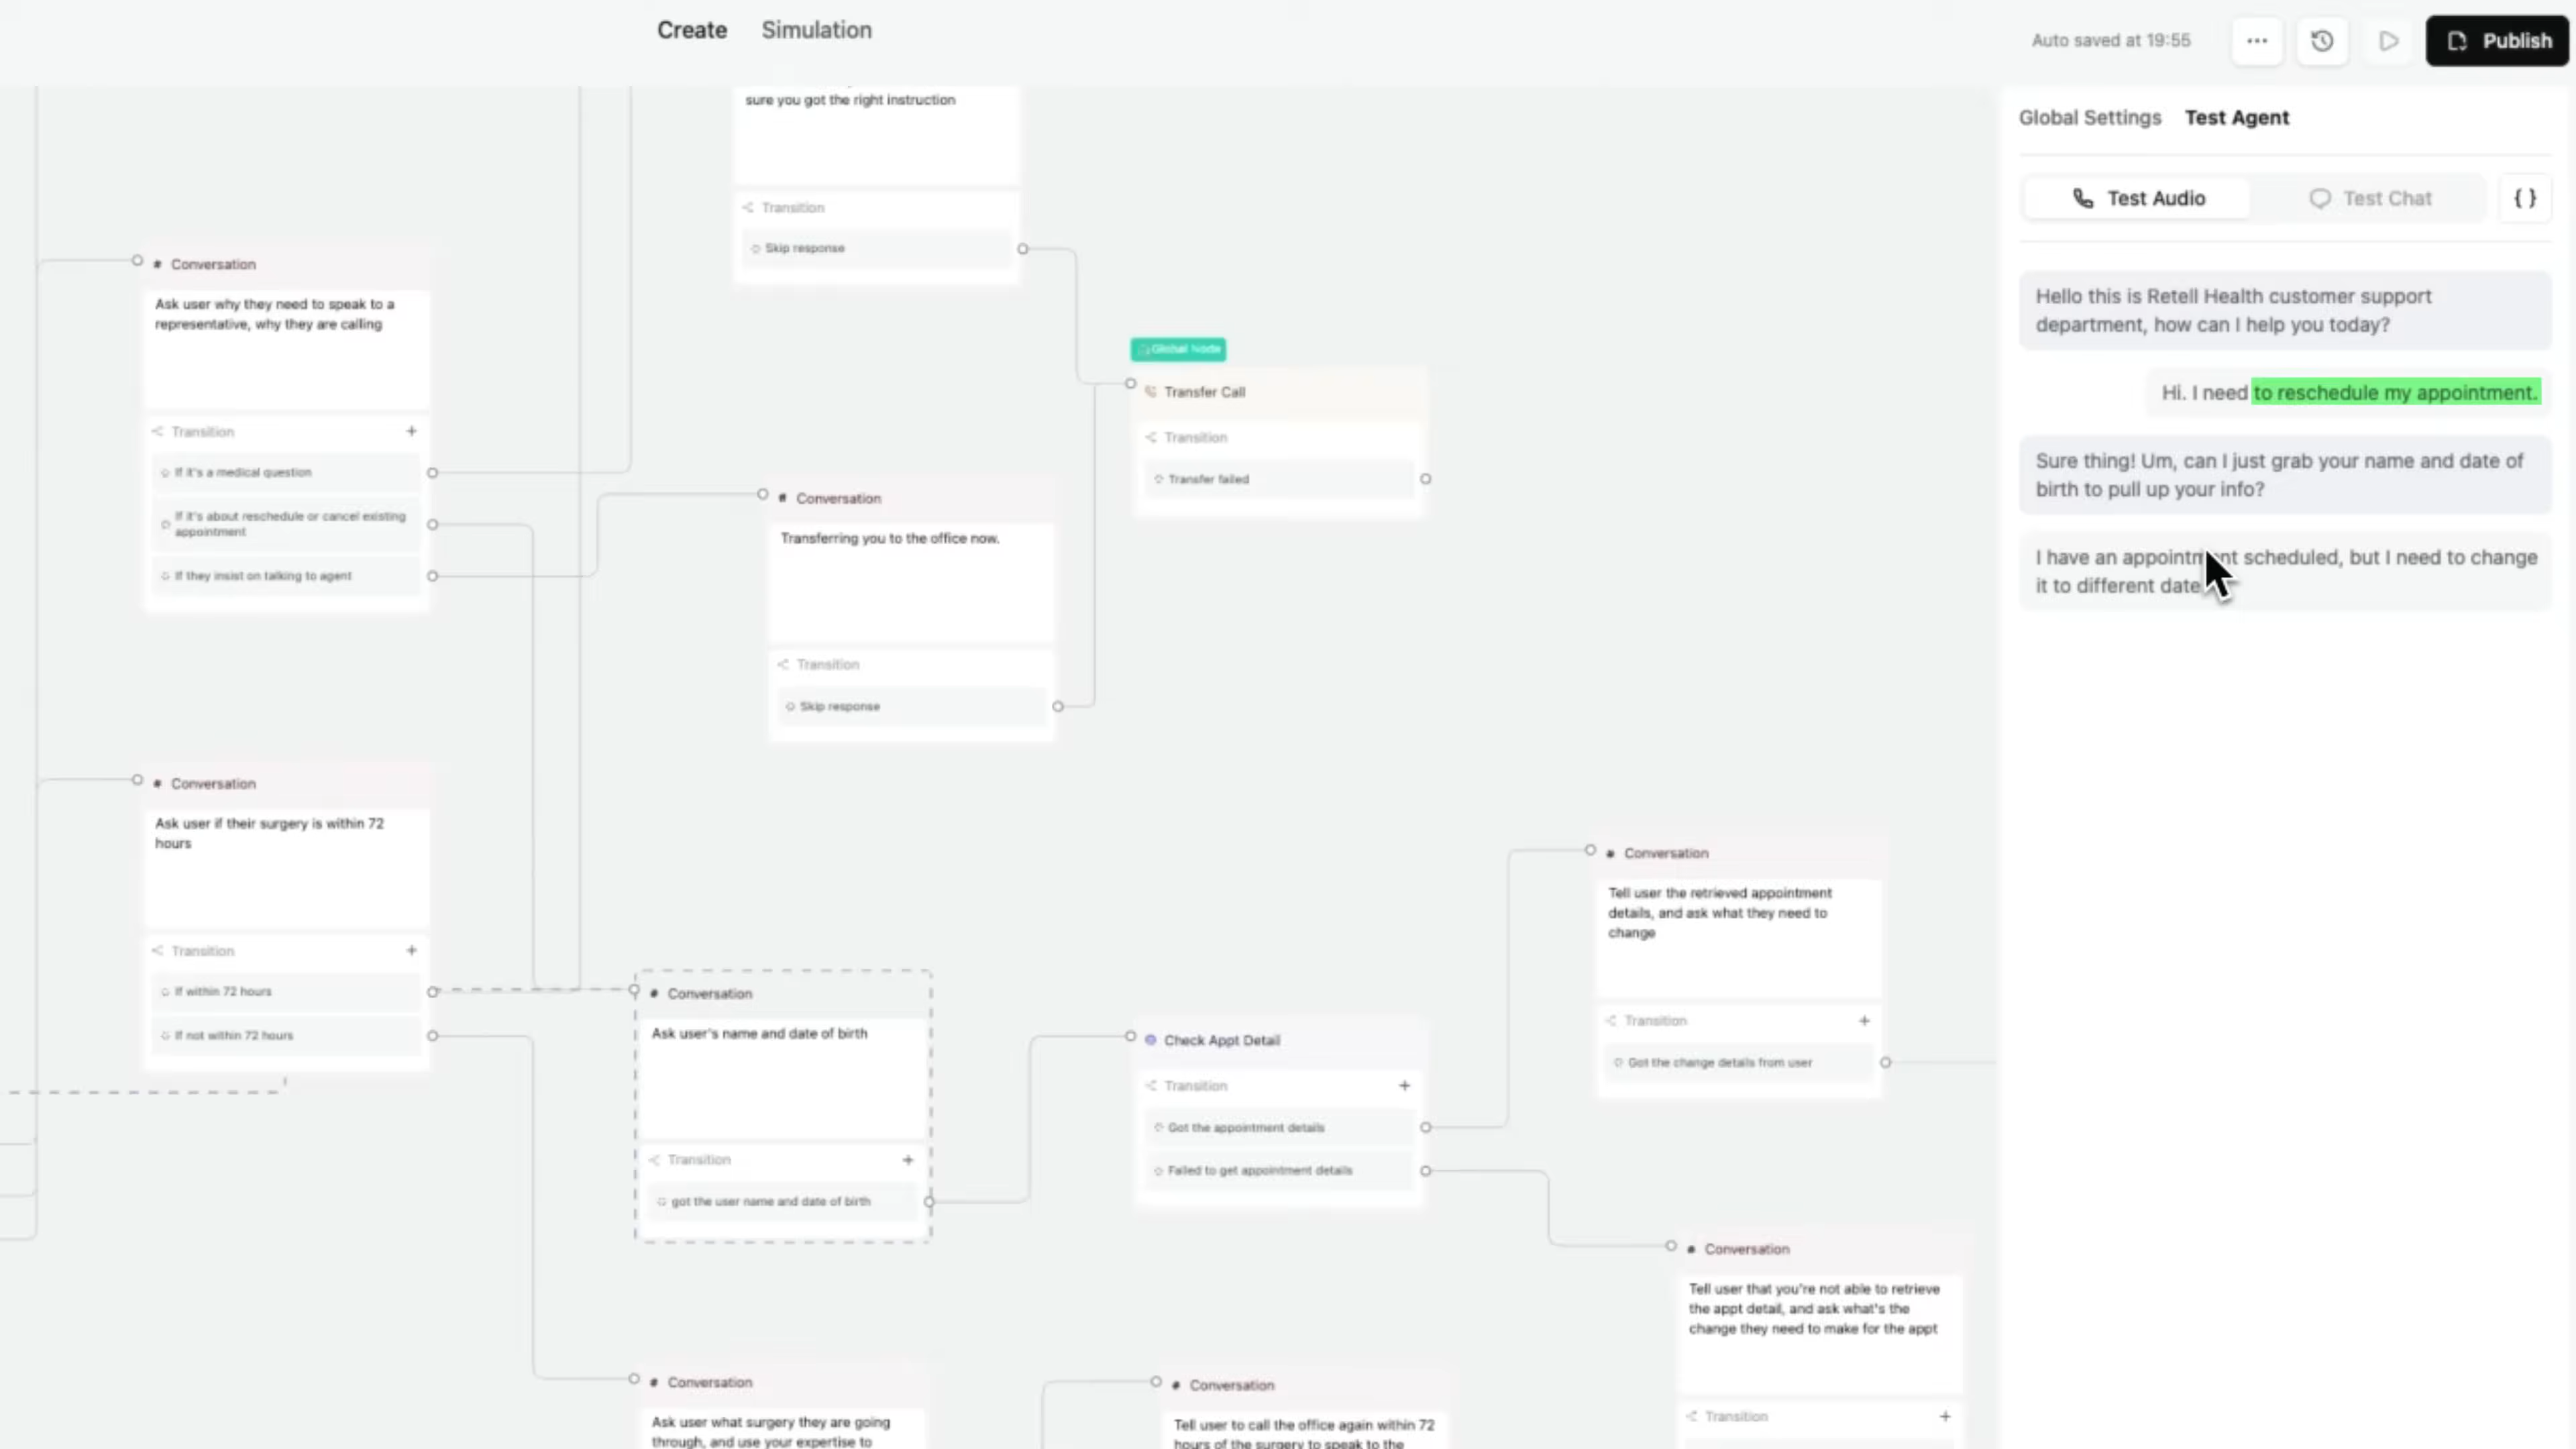 Create Simulation
Auto saved at 19:55
Publish
sure you got the right instruction
Transition
Skip response
Conversation
Ask user why they need to speak to a
representative, why they are calling
Transition
If it's a medical question
If it's about reschedule or cancel existing
appointment
If they insist on talking to agent
Global Node
Transfer Call
Transition
Transfer failed
Conversation
Transferring you to the office now.
Transition
Skip response
Conversation
Ask user if their surgery is within 72
hours
Transition
If within 72 hours
If not within 72 hours
Conversation
Ask user's name and date of birth
Transition
got the user name and date of birth
Check Appt Detail
Transition
Got the appointment details
Failed to get appointment details
Conversation
Tell user the retrieved appointment
details, and ask what they need to
change
Transition
Got the change details from user
Conversation
Tell user that you're not able to retrieve
the appt detail, and ask what's the
change they need to make for the appt
Transition
Conversation
Ask user what surgery they are going
through, and use your expertise to
Conversation
Tell user to call the office again within 72
hours of the surgery to speak to the
Global Settings Test Agent
Test Audio Test Chat { }
Hello this is Retell Health customer support
department, how can I help you today?
Hi. I need to reschedule my appointment.
Sure thing! Um, can I just grab your name and date of
birth to pull up your info?
I have an appointment scheduled, but I need to change
it to different date